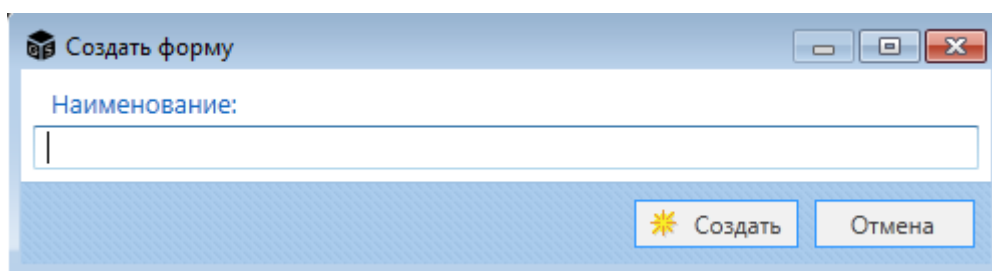 Создать форму
Наименование:
Создать
Отмена